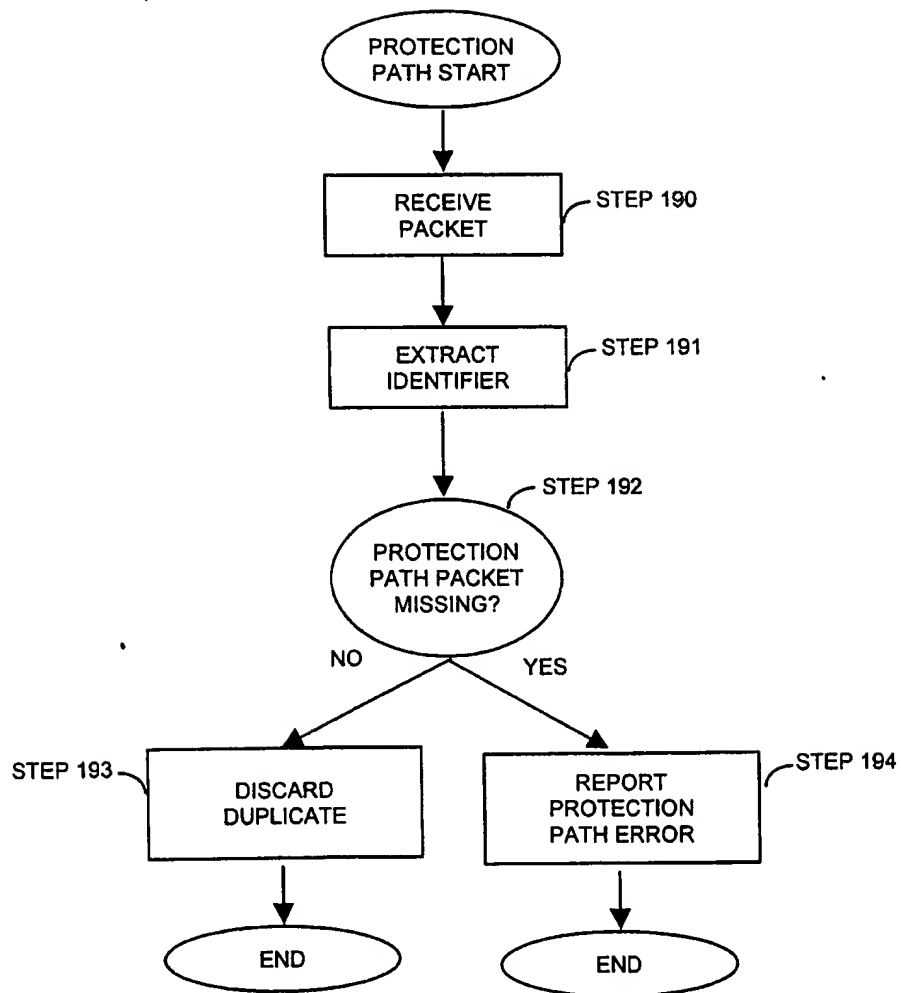 PROTECTION
PATH START
RECEIVE
PACKET
STEP 190
EXTRACT
IDENTIFIER
STEP 191
STEP 192
PROTECTION
PATH PACKET
MISSING?
NO
YES
STEP 193
DISCARD
DUPLICATE
REPORT
PROTECTION
PATH ERROR
STEP 194
END
END